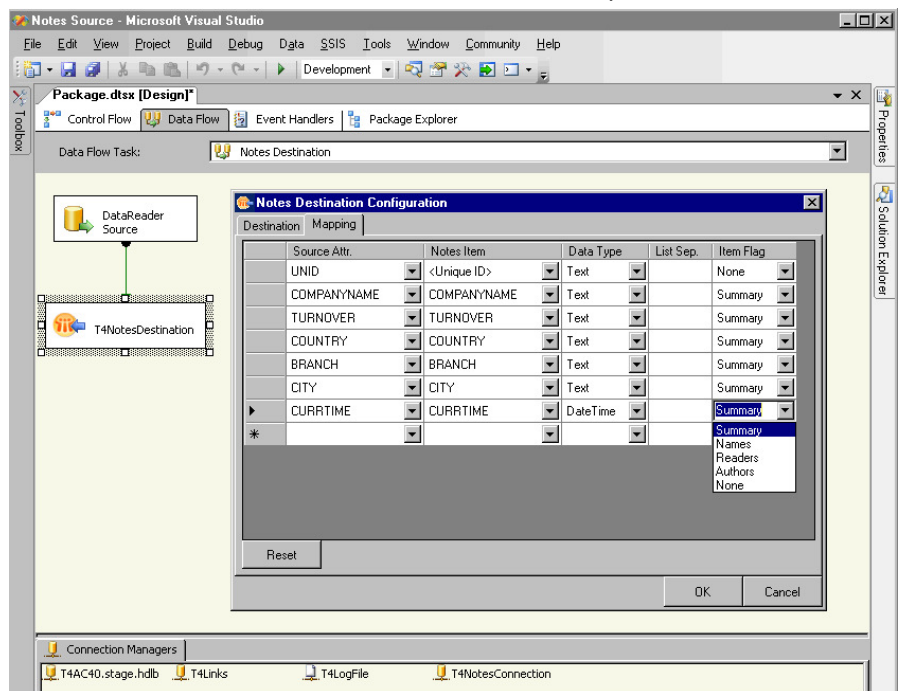 Notes Source - Microsoft Visual Studio
File Edit View Project Build Debug Data SSIS Tools Window Community Help
Development
Package.dtsx [Design]*
Control Flow Data Flow Event Handlers Package Explorer
Data Flow Task: Notes Destination
Toolbox
Properties
Solution Explorer
DataReader
Source
T4NotesDestination
Notes Destination Configuration
Destination Mapping
Source Attr. Notes Item Data Type List Sep. Item Flag
UNID <Unique ID> Text None
COMPANYNAME COMPANYNAME Text Summary
TURNOVER TURNOVER Text Summary
COUNTRY COUNTRY Text Summary
BRANCH BRANCH Text Summary
CITY CITY Text Summary
CURRTIME CURRTIME DateTime Summary
Summary
Names
Readers
Authors
None
Reset
OK Cancel
Connection Managers
T4AC40.stage.hdlb T4Links T4LogFile T4NotesConnection